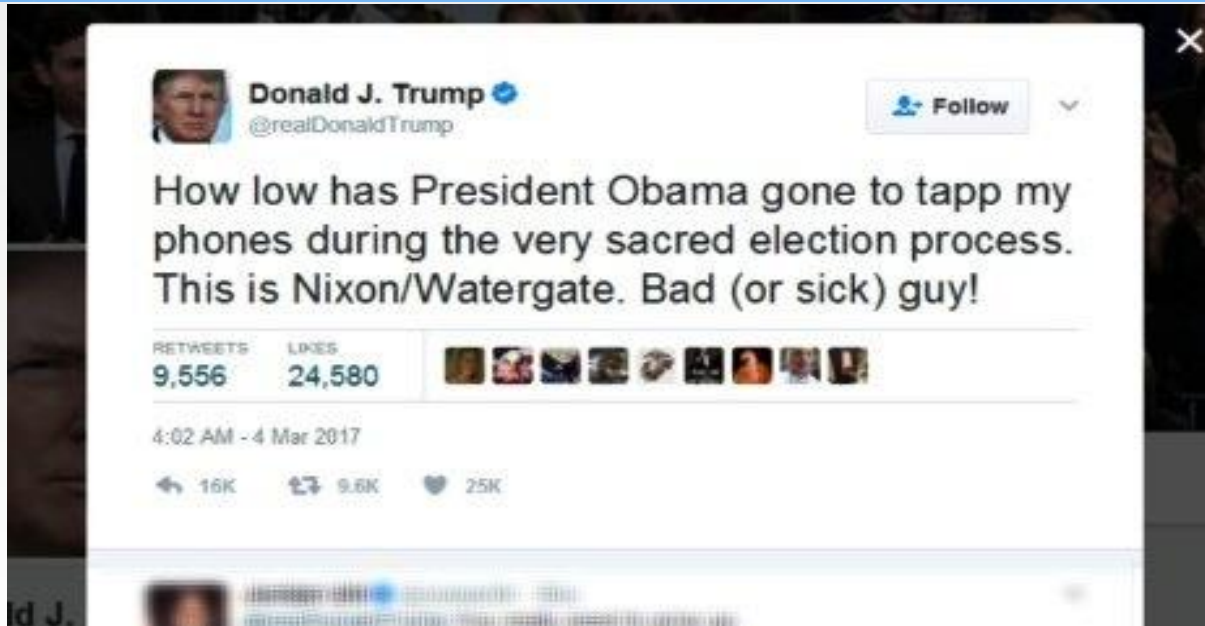 Donald J. Trump
Follow
@realDonaldTrump
How low has President Obama gone to tapp my
phones during the very sacred election process.
This is Nixon/Watergate. Bad (or sick) guy!
RETWEETS LIKES
9,556 24,580
4:02 AM - 4 Mar 2017
16K 9.6K 25K
ld J.